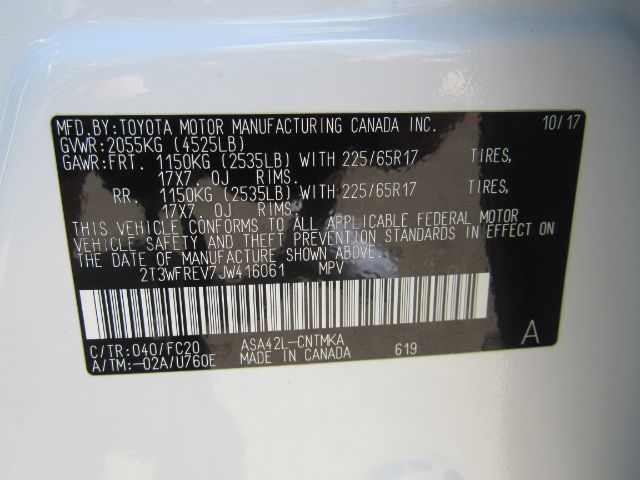 MFD.BY:TOYOTA MOTOR MANUFACTURING CANADA INC. 10/17
GVWR:2055KG (4525LB)
GAWR:FRT. 1150KG (2535LB) WITH 225/65R17 TIRES,
17X7. OJ RIMS.
RR. 1150KG (2535LB) WITH 225/65R17 TIRES,
17X7. OJ RIMS.
THIS VEHICLE CONFORMS TO ALL APPLICABLE FEDERAL MOTOR
VEHICLE SAFETY AND THEFT PREVENTION STANDARDS IN EFFECT ON
THE DATE OF MANUFACTURE SHOWN ABOVE.
2T3WFREV7JW416061 MPV
C/TR:040/FC20 ASA42L-CNTMKA
A/TM:-02A/U760E MADE IN CANADA 619 A